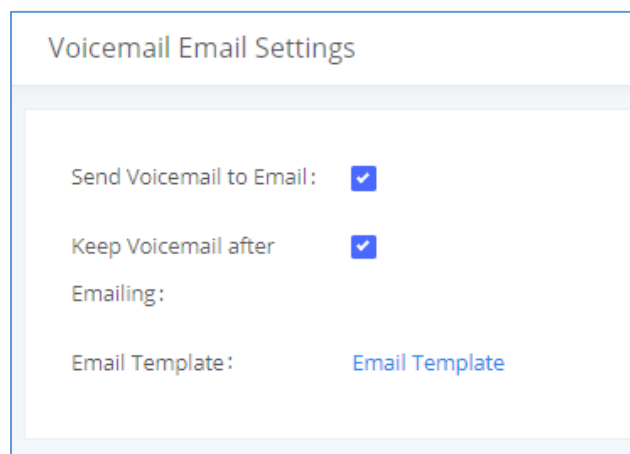 Voicemail Email Settings
Send Voicemail to Email:
Keep Voicemail after
Emailing:
Email Template: Email Template